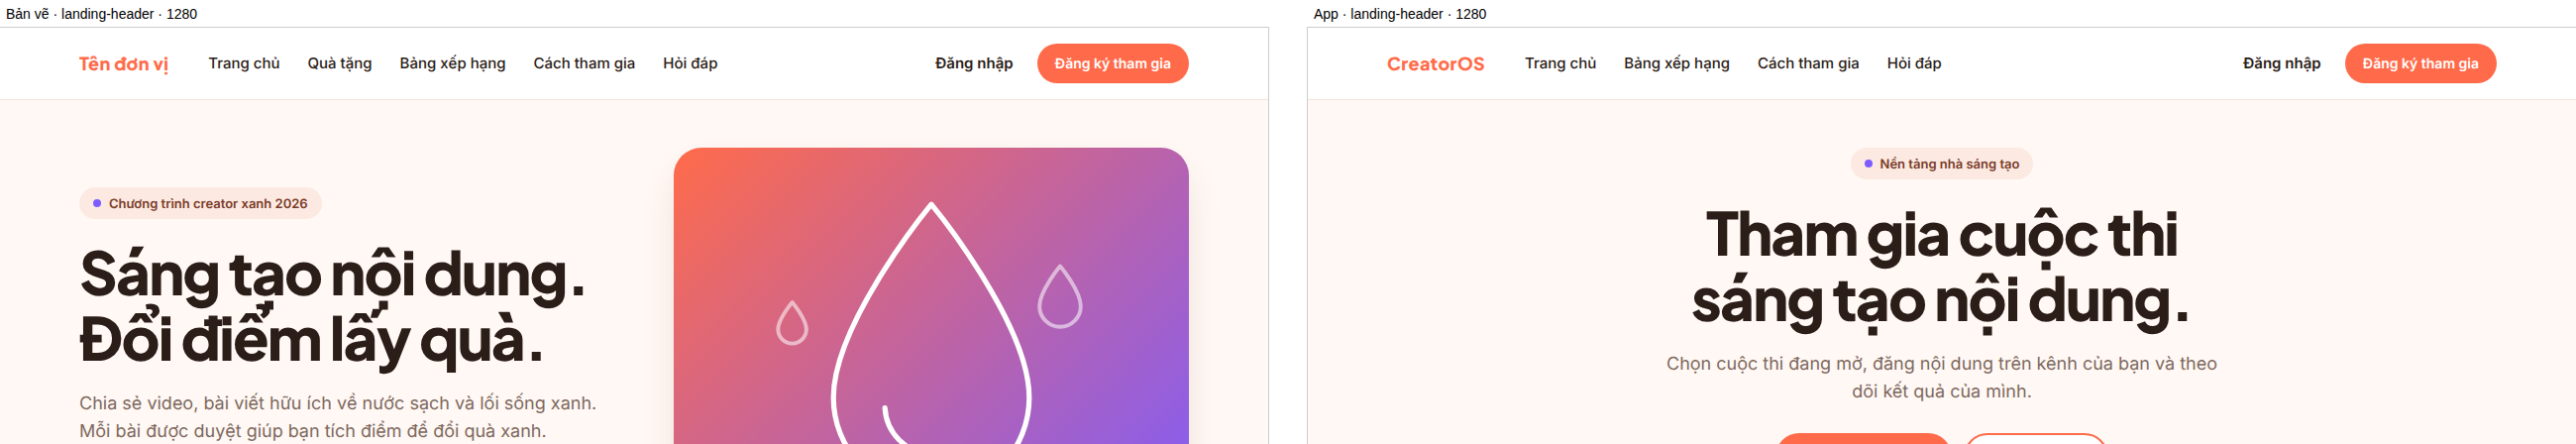 Bản vẽ · landing-header · 1280
Tên đơn vị Trang chủ Quà tặng Bảng xếp hạng Cách tham gia Hỏi đáp Đăng nhập Đăng ký tham gia
Chương trình creator xanh 2026
Sáng tạo nội dung.
Đổi điểm lấy quà.
Chia sẻ video, bài viết hữu ích về nước sạch và lối sống xanh.
Mỗi bài được duyệt giúp bạn tích điểm để đổi quà xanh.
App · landing-header · 1280
CreatorOS Trang chủ Bảng xếp hạng Cách tham gia Hỏi đáp Đăng nhập Đăng ký tham gia
Nền tảng nhà sáng tạo
Tham gia cuộc thi
sáng tạo nội dung.
Chọn cuộc thi đang mở, đăng nội dung trên kênh của bạn và theo
dõi kết quả của mình.